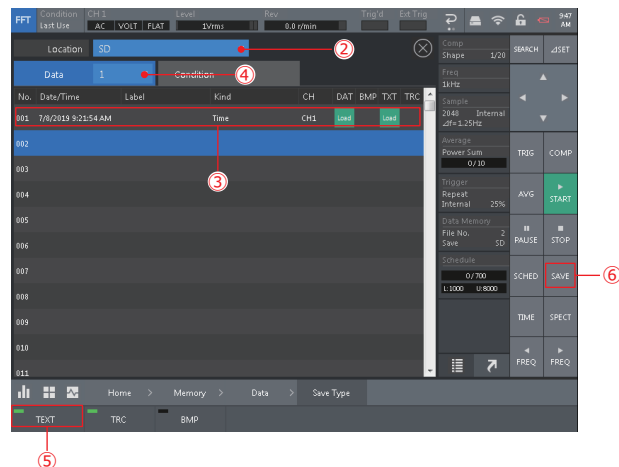 FFT Condition CH1 Level Rev Trig'd Ext Trig 947
Last Use AC VOLT FLAT 1Vrms 0.0 r/min AM
Location SD ②
Data 1 ④ Condition
No. Date/Time Label Kind CH DAT BMP TXT TRC
001 7/8/2019 9:21:54 AM Time CH1 Load Load
002
003 ③
004
005
006
007
008
009
010
011
Comp
Shape 1/20
Freq
1kHz
Sample
2048 Internal
⊿f=1.25Hz
Average
Power Sum
0/10
Trigger
Repeat
Internal 25%
Data Memory
File No. 2
Save SD
Schedule
0/700
L:1000 U:8000
SEARCH ⊿SET
TRIG COMP
AVG START
PAUSE STOP
SCHED SAVE ⑥
TIME SPECT
FREQ FREQ
Home > Memory > Data > Save Type
TEXT TRC BMP
⑤